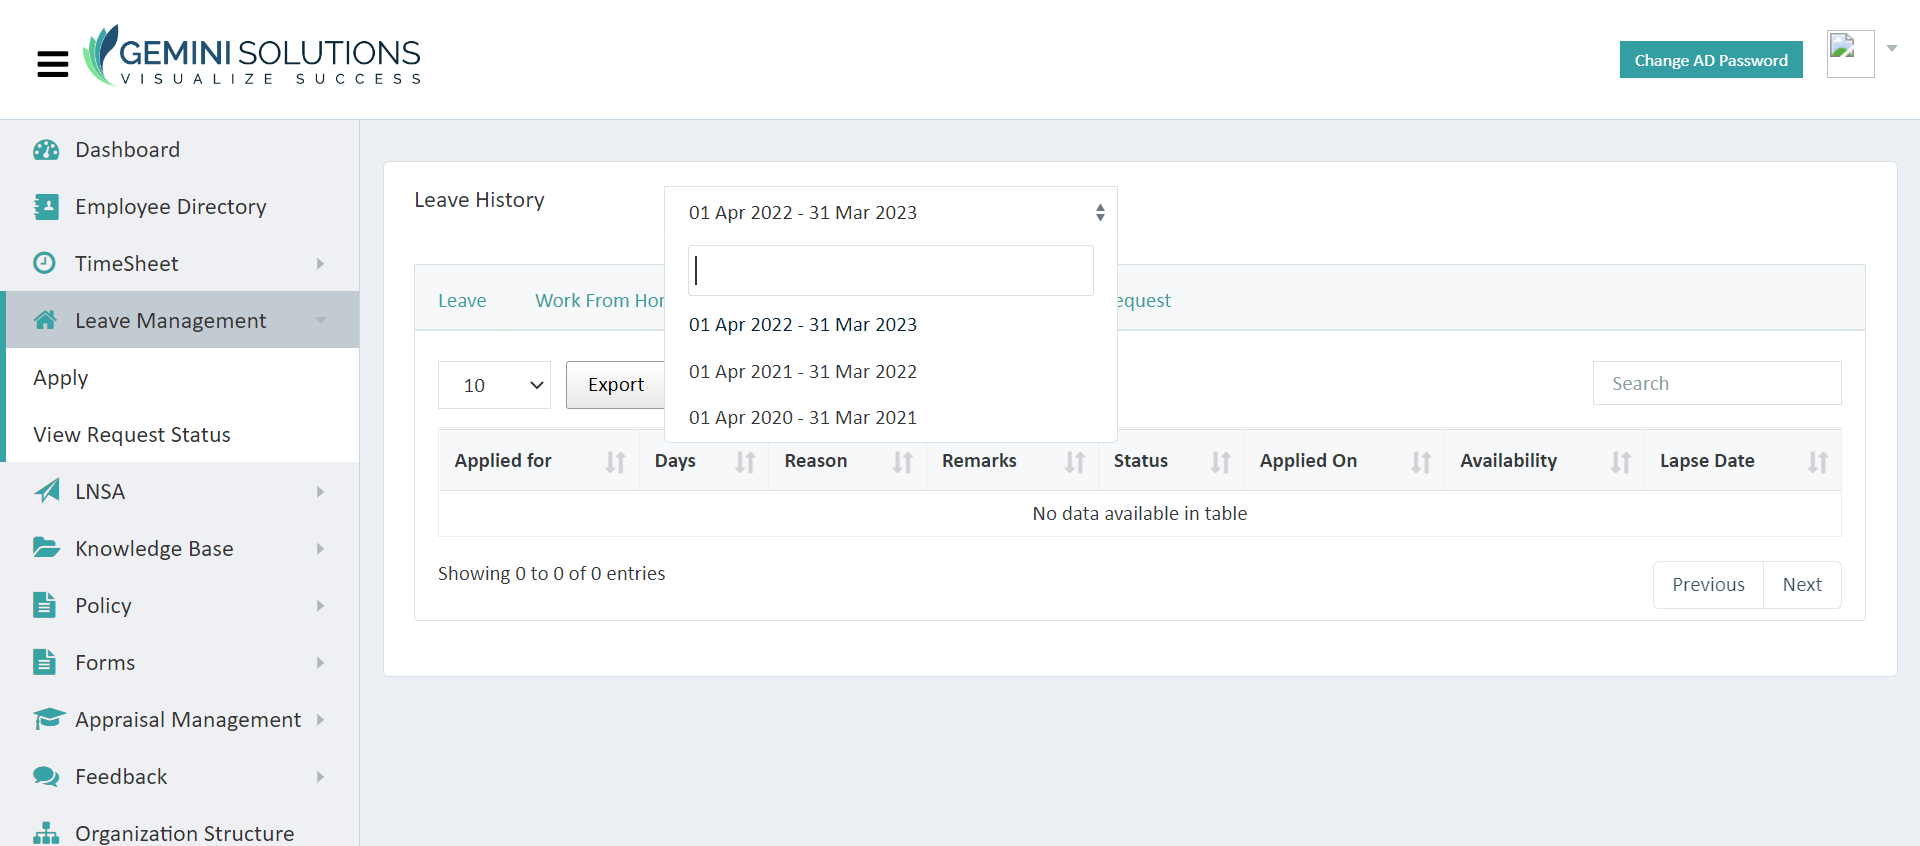 GEMINI SOLUTIONS
VISUALIZE SUCCESS
Change AD Password
Dashboard
Employee Directory
TimeSheet
Leave Management
Apply
View Request Status
LNSA
Knowledge Base
Policy
Forms
Appraisal Management
Feedback
Organization Structure
Leave History
01 Apr 2022 - 31 Mar 2023
01 Apr 2022 - 31 Mar 2023
01 Apr 2021 - 31 Mar 2022
01 Apr 2020 - 31 Mar 2021
Leave Work From Hor equest
10 Export Search
Applied for Days Reason Remarks Status Applied On Availability Lapse Date
No data available in table
Showing 0 to 0 of 0 entries
Previous Next